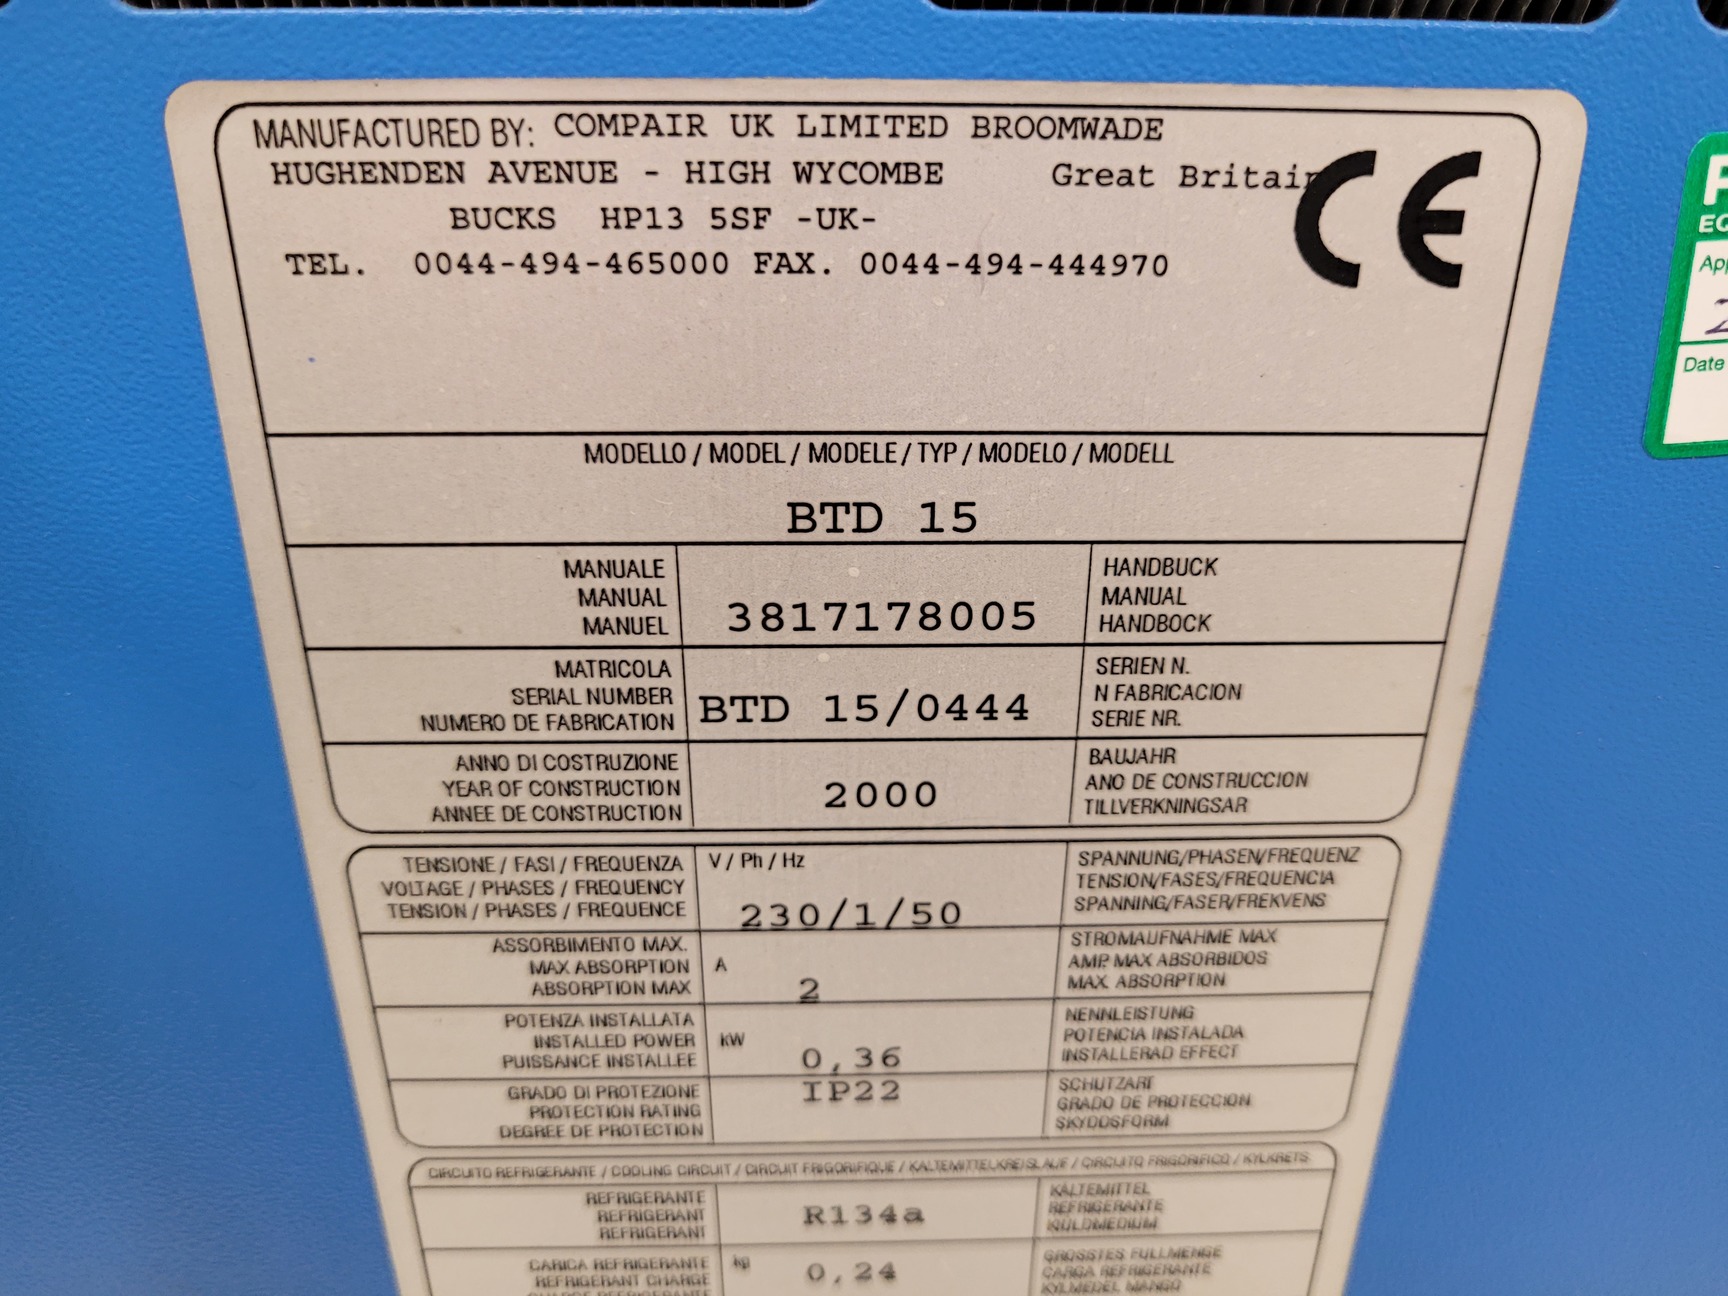 MANUFACTURED BY: COMPAIR UK LIMITED BROOMWADE
HUGHENDEN AVENUE - HIGH WYCOMBE Great Britain
BUCKS HP13 5SF -UK-
TEL. 0044-494-465000 FAX. 0044-494-444970
CE
MODELLO / MODEL / MODELE / TYP / MODELO / MODELL
BTD 15
MANUALE
MANUAL
MANUEL
3817178005
HANDBUCK
MANUAL
HANDBOCK
MATRICOLA
SERIAL NUMBER
NUMERO DE FABRICATION
BTD 15/0444
SERIEN N.
N FABRICACION
SERIE NR.
ANNO DI COSTRUZIONE
YEAR OF CONSTRUCTION
ANNEE DE CONSTRUCTION
2000
BAUJAHR
ANO DE CONSTRUCCION
TILLVERKNINGSAR
TENSIONE / FASI / FREQUENZA
VOLTAGE / PHASES / FREQUENCY
TENSION / PHASES / FREQUENCE
V / Ph / Hz
230/1/50
SPANNUNG/PHASEN/FREQUENZ
TENSION/FASES/FREQUENCIA
SPANNING/FASER/FREKVENS
ASSORBIMENTO MAX.
MAX ABSORPTION
ABSORPTION MAX
A
2
STROMAUFNAHME MAX
AMP. MAX ABSORBIDOS
MAX. ABSORPTION
POTENZA INSTALLATA
INSTALLED POWER
PUISSANCE INSTALLEE
kW
0,36
NENNLEISTUNG
POTENCIA INSTALADA
INSTALLERAD EFFECT
GRADO DI PROTEZIONE
PROTECTION RATING
DEGREE DE PROTECTION
IP22
SCHUTZART
GRADO DE PROTECCION
SKYDDSFORM
CIRCUITO REFRIGERANTE / COOLING CIRCUIT / CIRCUIT FRIGORIFIQUE / KALTEMITTELKREISLAUF / CIRCUITO FRIGORIFICO / KYLKRETS
REFRIGERANTE
REFRIGERANT
REFRIGERANT
R134a
KALTEMITTEL
REFRIGERANTE
KULDMEDIUM
CARICA REFRIGERANTE
REFRIGERANT CHARGE
CHARGE REFRIGERANTE
kg
0,24
GROSSTES FULLMENGE
CARGA REFRIGERANTE
KYLMEDEL MANGD
App
Date